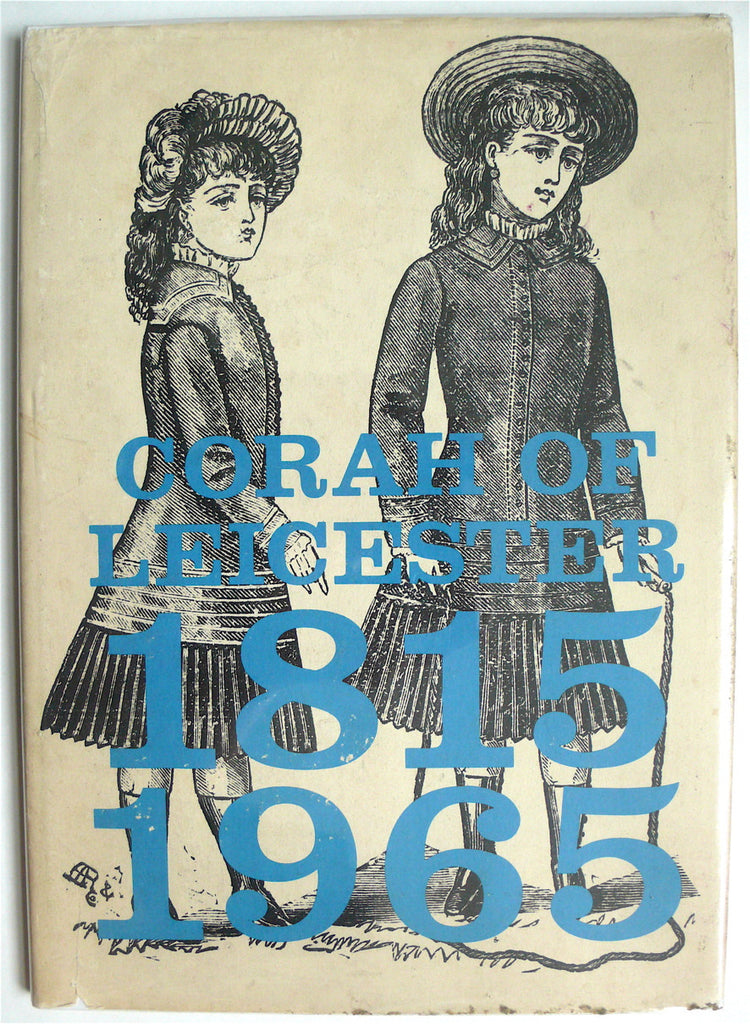 CORAH OF
LEICESTER
1815
1965